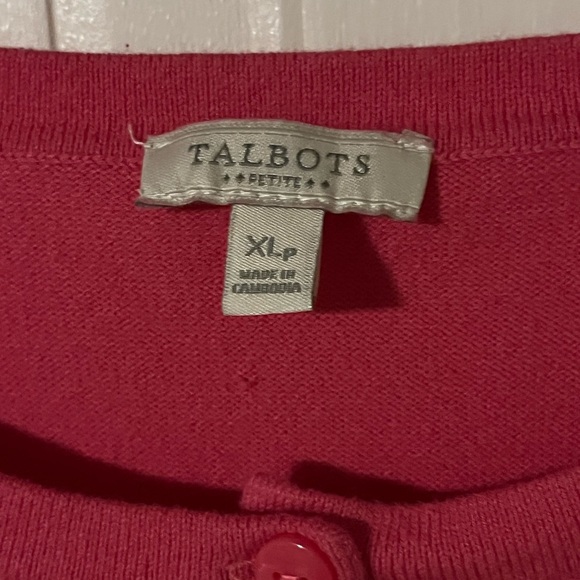 TALBOTS
PETITE
XLP
MADE IN
CAMBODIA